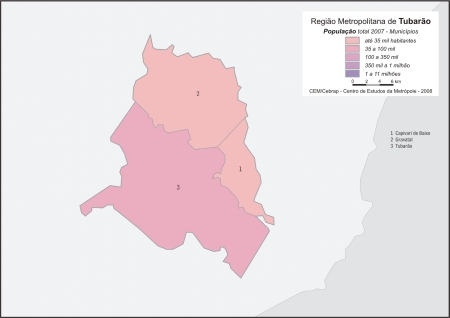 Região Metropolitana de Tubarão
População total 2007 - Municípios
até 35 mil habitantes
35 a 100 mil
100 a 350 mil
350 mil a 1 milhão
1 a 11 milhões
0 2 4 6 km
CEM/Cebrap - Centro de Estudos da Metrópole - 2008
1 Capivari de Baixo
2 Gravatal
3 Tubarão
2
1
3